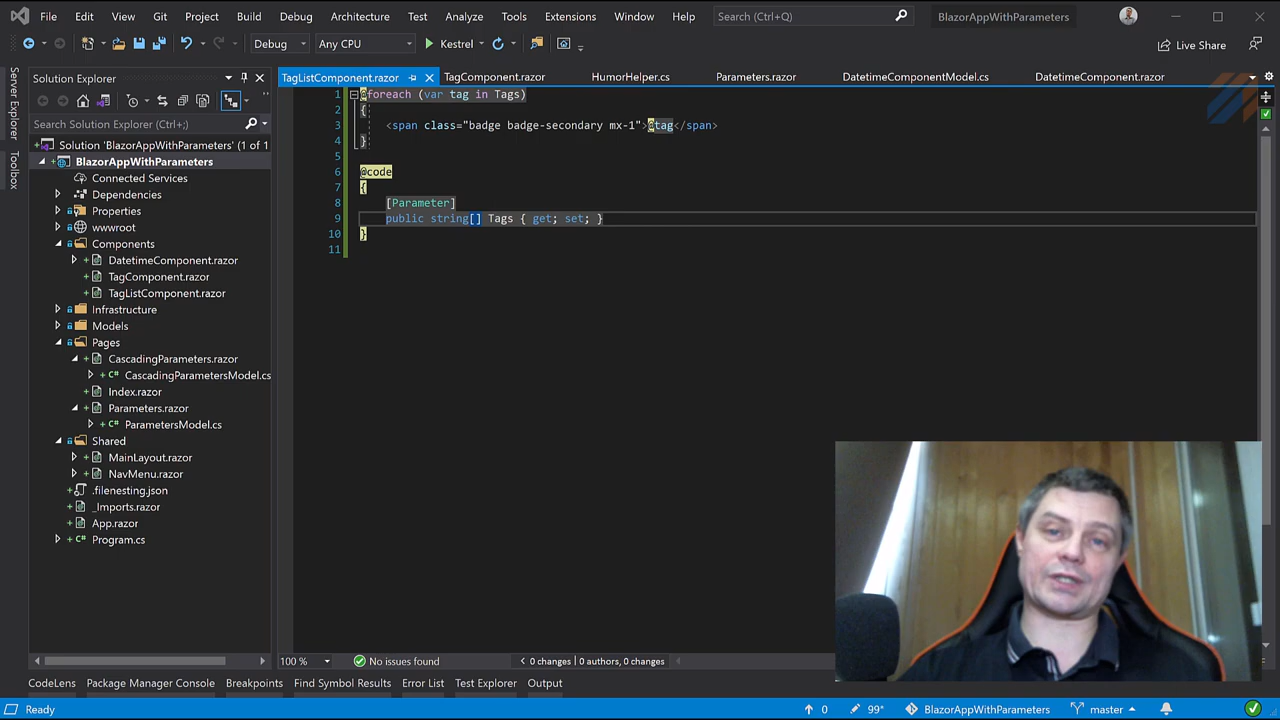 File Edit View Git Project Build Debug Architecture Test Analyze Tools Extensions Window Help Search (Ctrl+Q) BlazorAppWithParameters
Debug Any CPU Kestrel Live Share
Server Explorer
Toolbox
Solution Explorer
Search Solution Explorer (Ctrl+;)
Solution 'BlazorAppWithParameters' (1 of 1
BlazorAppWithParameters
Connected Services
Dependencies
Properties
wwwroot
Components
DatetimeComponent.razor
TagComponent.razor
TagListComponent.razor
Infrastructure
Models
Pages
CascadingParameters.razor
CascadingParametersModel.cs
Index.razor
Parameters.razor
ParametersModel.cs
Shared
MainLayout.razor
NavMenu.razor
.filenesting.json
_Imports.razor
App.razor
Program.cs
TagListComponent.razor TagComponent.razor HumorHelper.cs Parameters.razor DatetimeComponentModel.cs DatetimeComponent.razor
1 @foreach (var tag in Tags)
2 {
3 <span class="badge badge-secondary mx-1">@tag</span>
4 }
5
6 @code
7 {
8 [Parameter]
9 public string[] Tags { get; set; }
10 }
11
100 % No issues found 0 changes | 0 authors, 0 changes
CodeLens Package Manager Console Breakpoints Find Symbol Results Error List Test Explorer Output
Ready 0 99+ BlazorAppWithParameters master